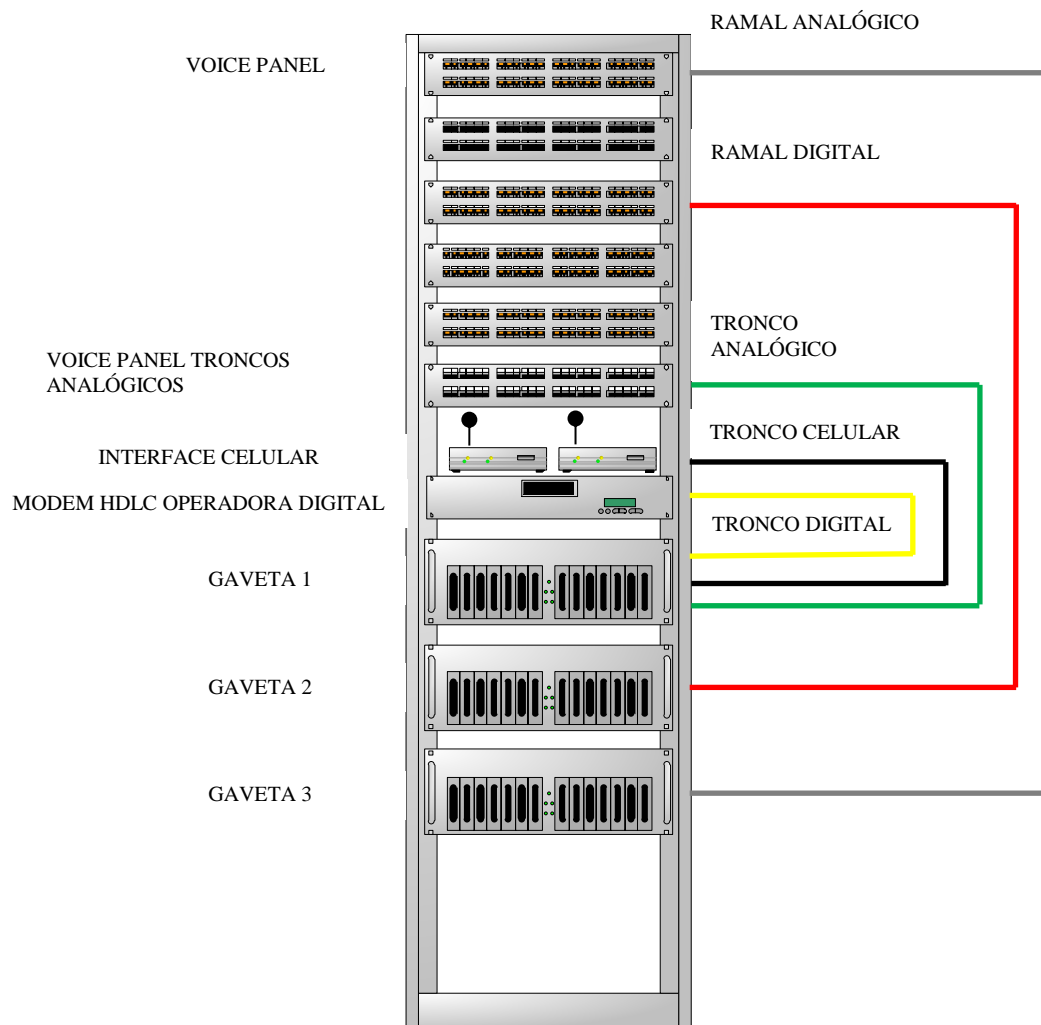 RAMAL ANALÓGICO
VOICE PANEL
RAMAL DIGITAL
TRONCO
ANALÓGICO
VOICE PANEL TRONCOS
ANALÓGICOS
TRONCO CELULAR
INTERFACE CELULAR
MODEM HDLC OPERADORA DIGITAL
TRONCO DIGITAL
GAVETA 1
GAVETA 2
GAVETA 3